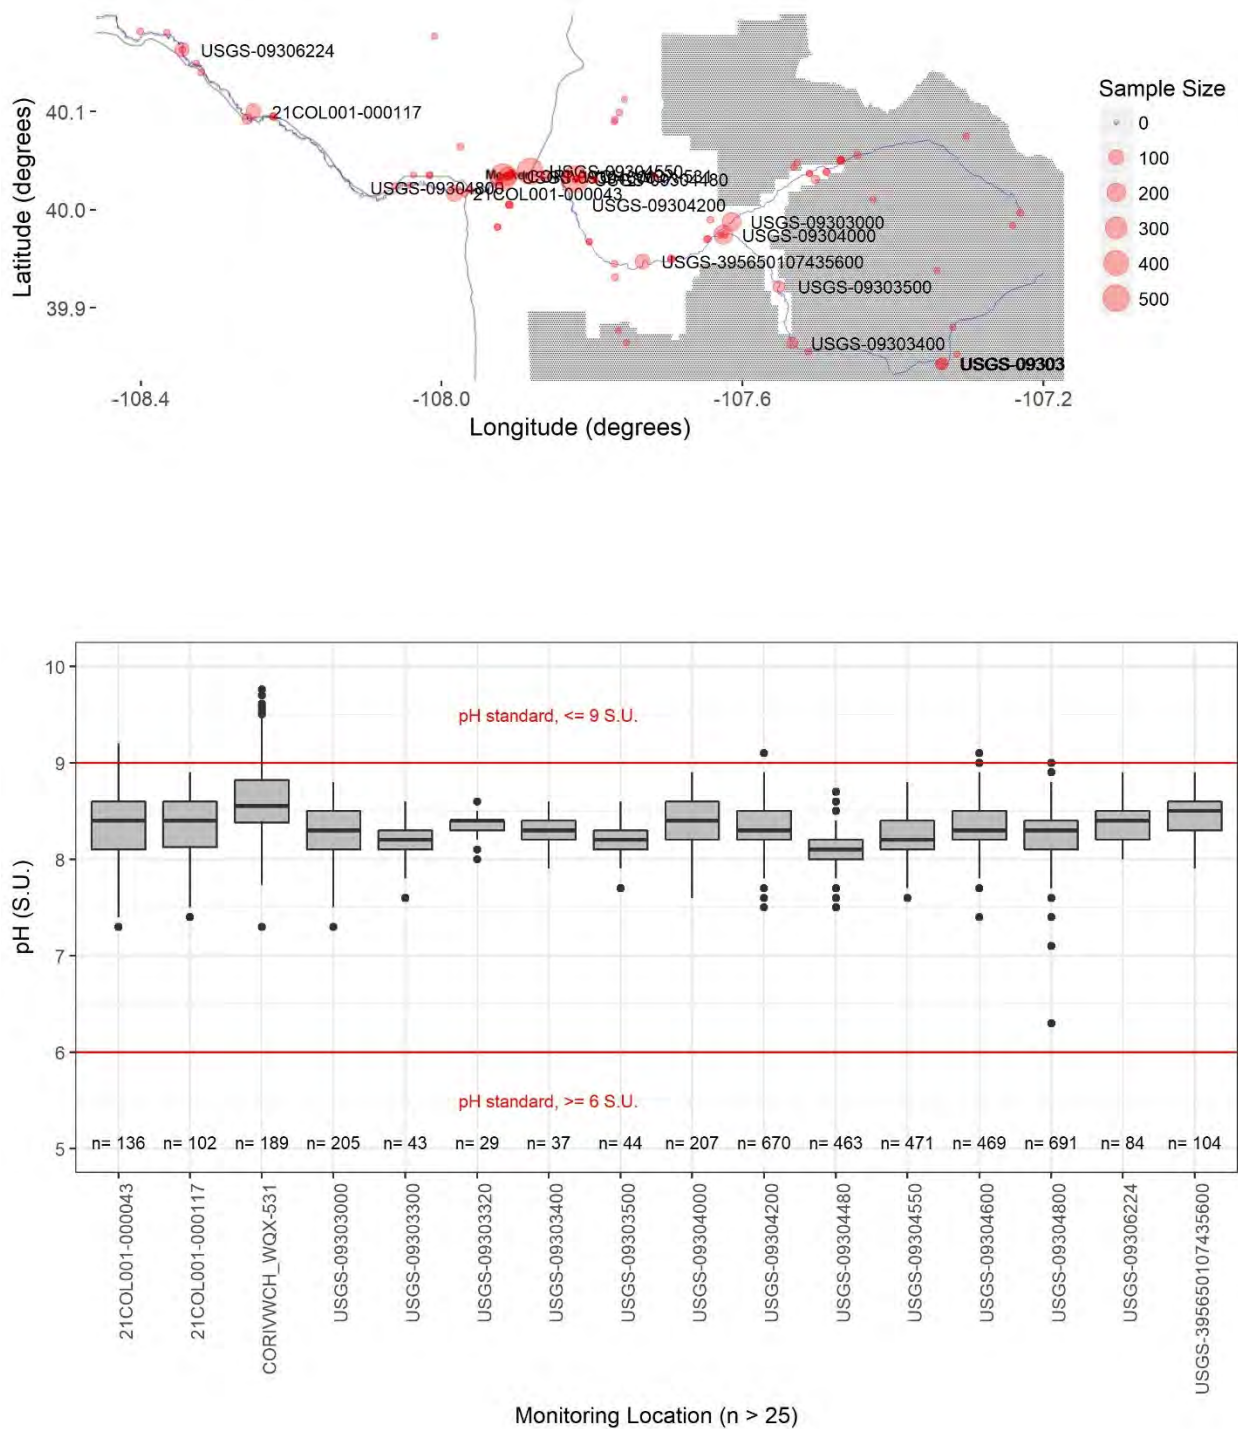 USGS-09306224
Sample Size
40.1
21COL001-000117
0
100
USGS-09304550
USGS-09304800
21COL001-000043
200
40.0
USGS-09304200
USGS-09303000
300
USGS-09304000
USGS-395650107435600
400
USGS-09303500
500
39.9
USGS-09303400
USGS-09303
Latitude (degrees)
-108.4 -108.0 -107.6 -107.2
Longitude (degrees)
10
pH standard, <= 9 S.U.
9
8
pH (S.U.)
7
6
pH standard, >= 6 S.U.
5
n= 136 n= 102 n= 189 n= 205 n= 43 n= 29 n= 37 n= 44 n= 207 n= 670 n= 463 n= 471 n= 469 n= 691 n= 84 n= 104
21COL001-000043
21COL001-000117
CORIVWCH_WQX-531
USGS-09303000
USGS-09303300
USGS-09303320
USGS-09303400
USGS-09303500
USGS-09304000
USGS-09304200
USGS-09304480
USGS-09304550
USGS-09304600
USGS-09304800
USGS-09306224
USGS-395650107435600
Monitoring Location (n > 25)